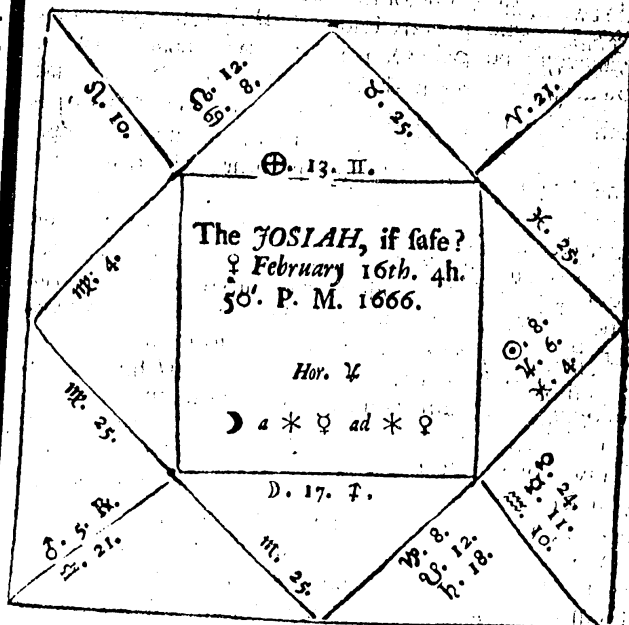 ♌. 10.
☊. 12.
♋. 8.
♉. 25.
♈. 21.
⊕. 13. ♊.
♓. 25.
♍. 4.
The JOSIAH, if ſafe?
♀ February 16th. 4h.
50'. P. M. 1666.
Hor. ♃
☽ a ⚹ ☿ ad ⚹ ♀
☉. 8.
♃. 6.
♓. 4.
♍. 25.
♂. 5. ℞.
♎. 21.
☽. 17. ♐.
♏. 25.
♑. 8.
☋. 12.
♄. 18.
♀. 24.
☿. 11.
♒. 10.